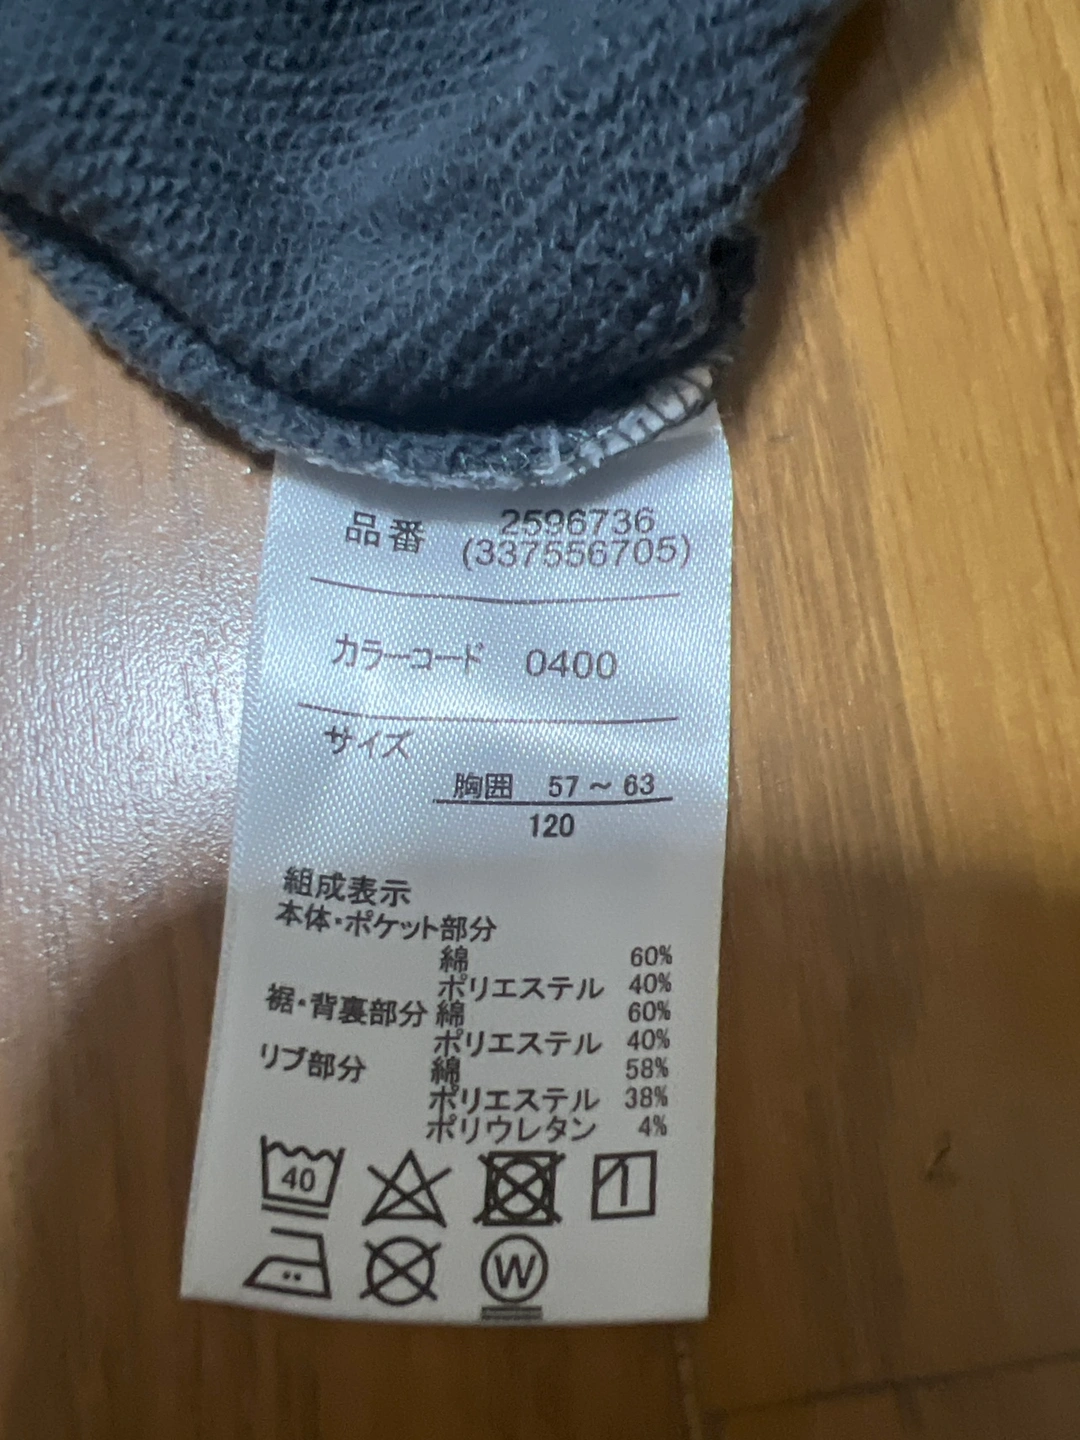 品番 2596736
(337556705)
カラーコード 0400
サイズ
胸囲 57～63
120
組成表示
本体・ポケット部分
綿 60%
ポリエステル 40%
裾・背裏部分 綿 60%
ポリエステル 40%
リブ部分 綿 58%
ポリエステル 38%
ポリウレタン 4%
40
W